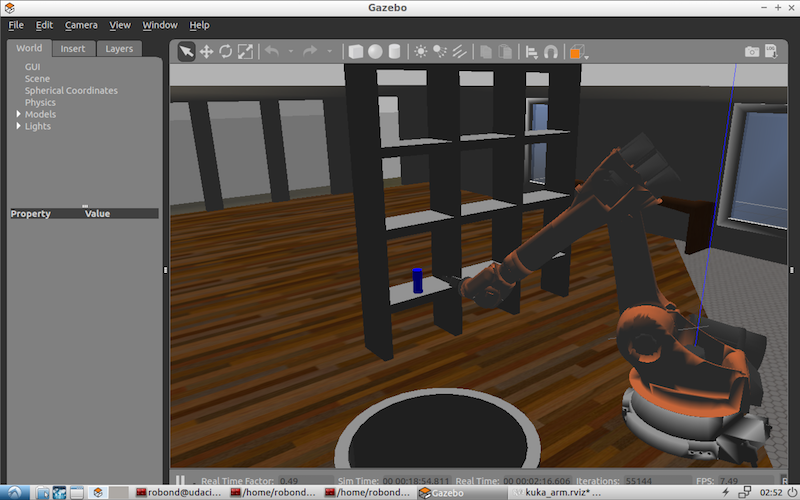 Gazebo
File Edit Camera View Window Help
World Insert Layers
GUI
Scene
Spherical Coordinates
Physics
Models
Lights
Property Value
Real Time Factor: 0.49 Sim Time: 00:00:18:54.811 Real Time: 00:00:02:16.606 Iterations: 55144 FPS: 7.49
robond@udaci... /home/robond... /home/robond... Gazebo kuka_arm.rviz* ... 02:52